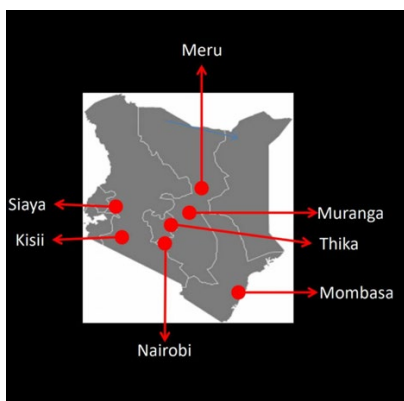 Meru
Siaya
Muranga
Kisii
Thika
Mombasa
Nairobi